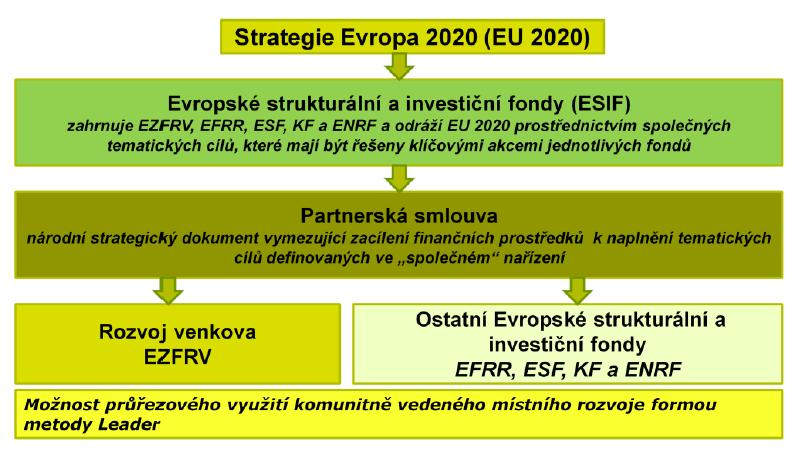 Strategie Evropa 2020 (EU 2020)
Evropské strukturální a investiční fondy (ESIF)
zahrnuje EZFRV, EFRR, ESF, KF a ENRF a odráží EU 2020 prostřednictvím společných
tematických cílů, které mají být řešeny klíčovými akcemi jednotlivých fondů
Partnerská smlouva
národní strategický dokument vymezující zacílení finančních prostředků k naplnění tematických
cílů definovaných ve „společném“ nařízení
Rozvoj venkova
EZFRV
Ostatní Evropské strukturální a
investiční fondy
EFRR, ESF, KF a ENRF
Možnost průřezového využití komunitně vedeného místního rozvoje formou
metody Leader